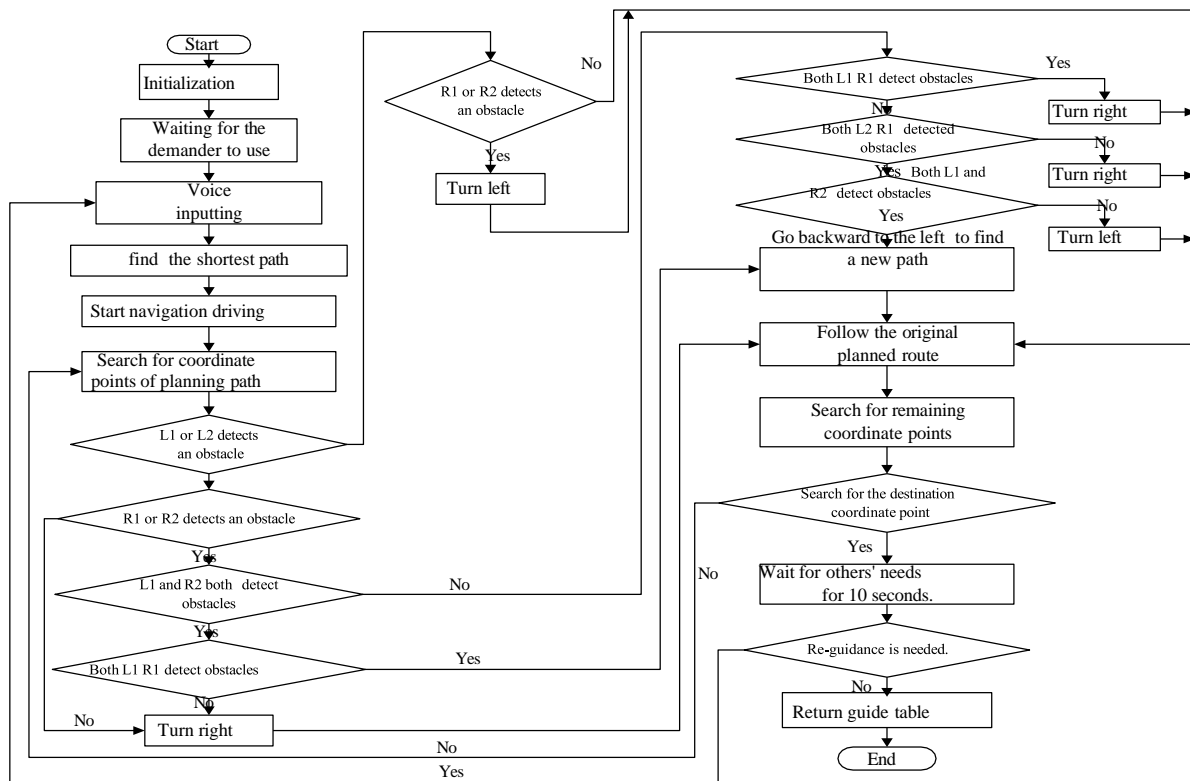 Start
Initialization
Waiting for the
demander to use
Voice
inputting
find the shortest path
Start navigation driving
Search for coordinate
points of planning path
L1 or L2 detects
an obstacle
R1 or R2 detects an obstacle
Yes
L1 and R2 both detect
obstacles
No
Yes
Both L1 R1 detect obstacles
Yes
No
No
Turn right
No
Yes
R1 or R2 detects
an obstacle
No
Yes
Turn left
Both L1 R1 detect obstacles
Yes
Turn right
No
Both L2 R1 detected
obstacles
No
Turn right
Yes Both L1 and
R2 detect obstacles
No
Turn left
Yes
Go backward to the left to find
a new path
Follow the original
planned route
Search for remaining
coordinate points
Search for the destination
coordinate point
No
Yes
Wait for others' needs
for 10 seconds.
Re-guidance is needed.
No
Return guide table
End